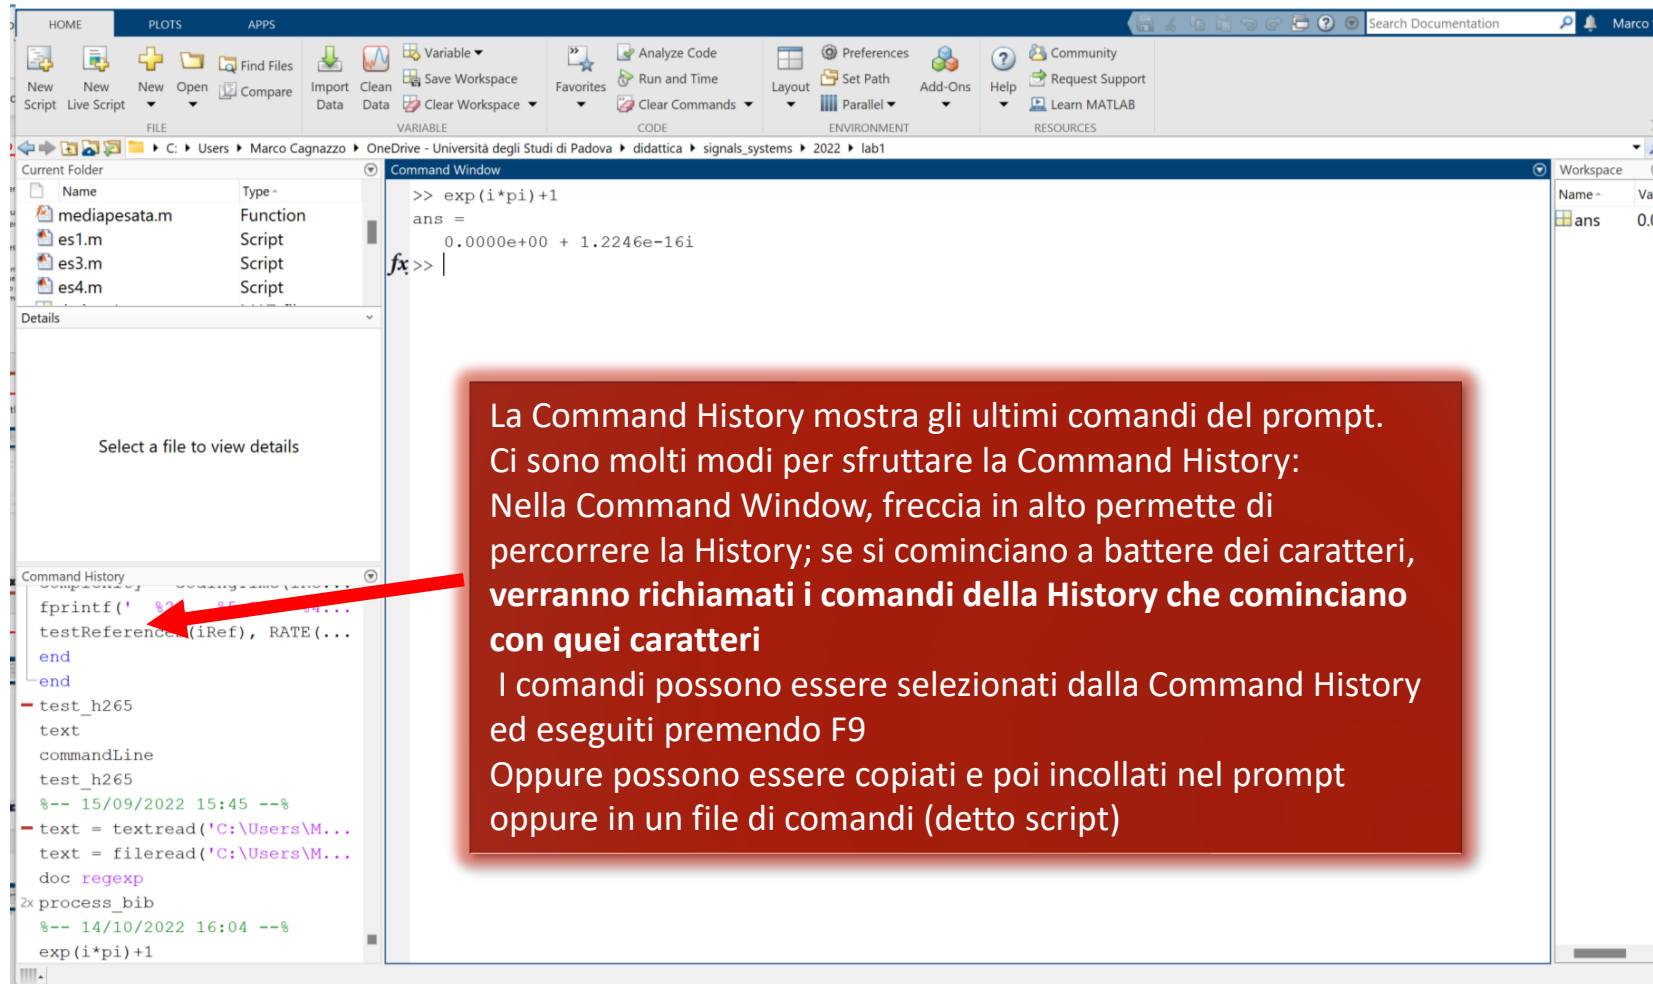 HOME PLOTS APPS Search Documentation Marco
New Script
New Live Script
New
Open
Find Files
Compare
Import Data
Clean Data
Variable
Save Workspace
Clear Workspace
Favorites
Analyze Code
Run and Time
Clear Commands
Layout
Preferences
Set Path
Parallel
Add-Ons
Help
Community
Request Support
Learn MATLAB
FILE VARIABLE CODE ENVIRONMENT RESOURCES
C: Users Marco Cagnazzo OneDrive - Università degli Studi di Padova didattica signals_systems 2022 lab1
Current Folder
Name Type
mediapesata.m Function
es1.m Script
es3.m Script
es4.m Script
Details
Select a file to view details
Command History
fprintf('
(iRef), RATE(...
end
end
test_h265
text
commandLine
test_h265
%-- 15/09/2022 15:45 --%
text = textread('C:\Users\M...
text = fileread('C:\Users\M...
doc regexp
2x process_bib
%-- 14/10/2022 16:04 --%
exp(i*pi)+1
Command Window
>> exp(i*pi)+1
ans =
0.0000e+00 + 1.2246e-16i
fx >>
La Command History mostra gli ultimi comandi del prompt.
Ci sono molti modi per sfruttare la Command History:
Nella Command Window, freccia in alto permette di
percorrere la History; se si cominciano a battere dei caratteri,
verranno richiamati i comandi della History che cominciano
con quei caratteri
I comandi possono essere selezionati dalla Command History
ed eseguiti premendo F9
Oppure possono essere copiati e poi incollati nel prompt
oppure in un file di comandi (detto script)
Workspace
Name Va
ans 0.0